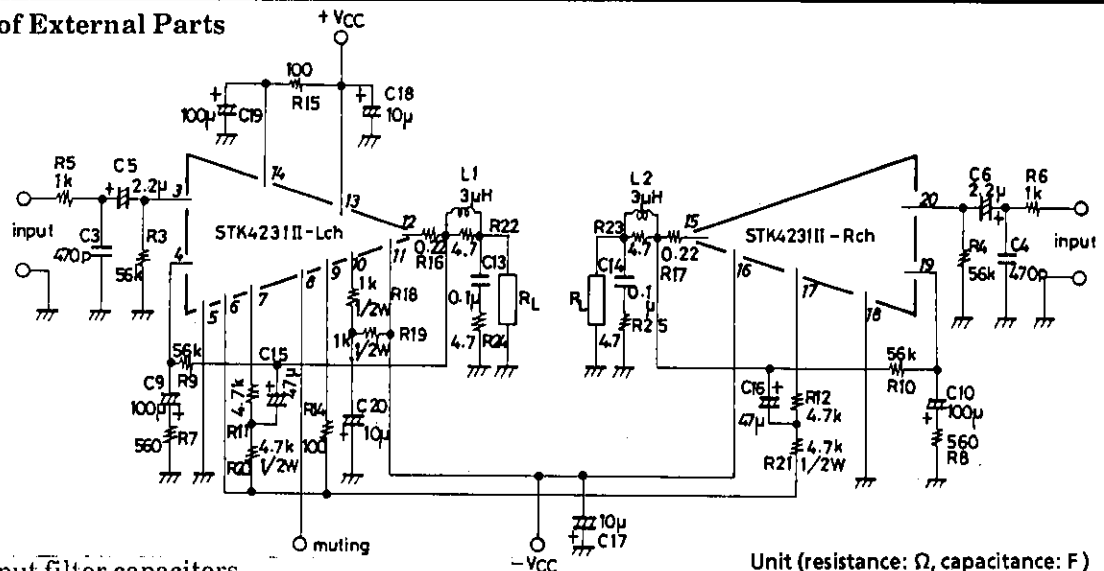 of External Parts
+VCC
100
R15
100μ
C19
C18
10μ
R5
1k
C5
2.2μ
3
14
13
L1
3μH
12
R22
input
C3
470p
R3
56k
4
STK4231II-Lch
0.22
R16
4.7
11
10
9
8
7
6
5
C13
0.1μ
RL
4.7
R24
1k
1/2W
R18
1k
R19
1/2W
L2
3μH
R23
4.7
15
0.22
R17
STK4231II-Rch
20
C6
2.2μ
R6
1k
input
R4
56k
C4
470p
19
16
17
18
RL
C14
0.1μ
R25
4.7
56k
R9
C9
100μ
560
R7
C15
47μ
4.7k
R11
4.7k
R20
1/2W
R14
100
C20
10μ
C16
47μ
R12
4.7k
4.7k
R21
1/2W
56k
R10
C10
100μ
560
R8
muting
-VCC
10μ
C17
put filter capacitors
Unit (resistance: Ω, capacitance: F)